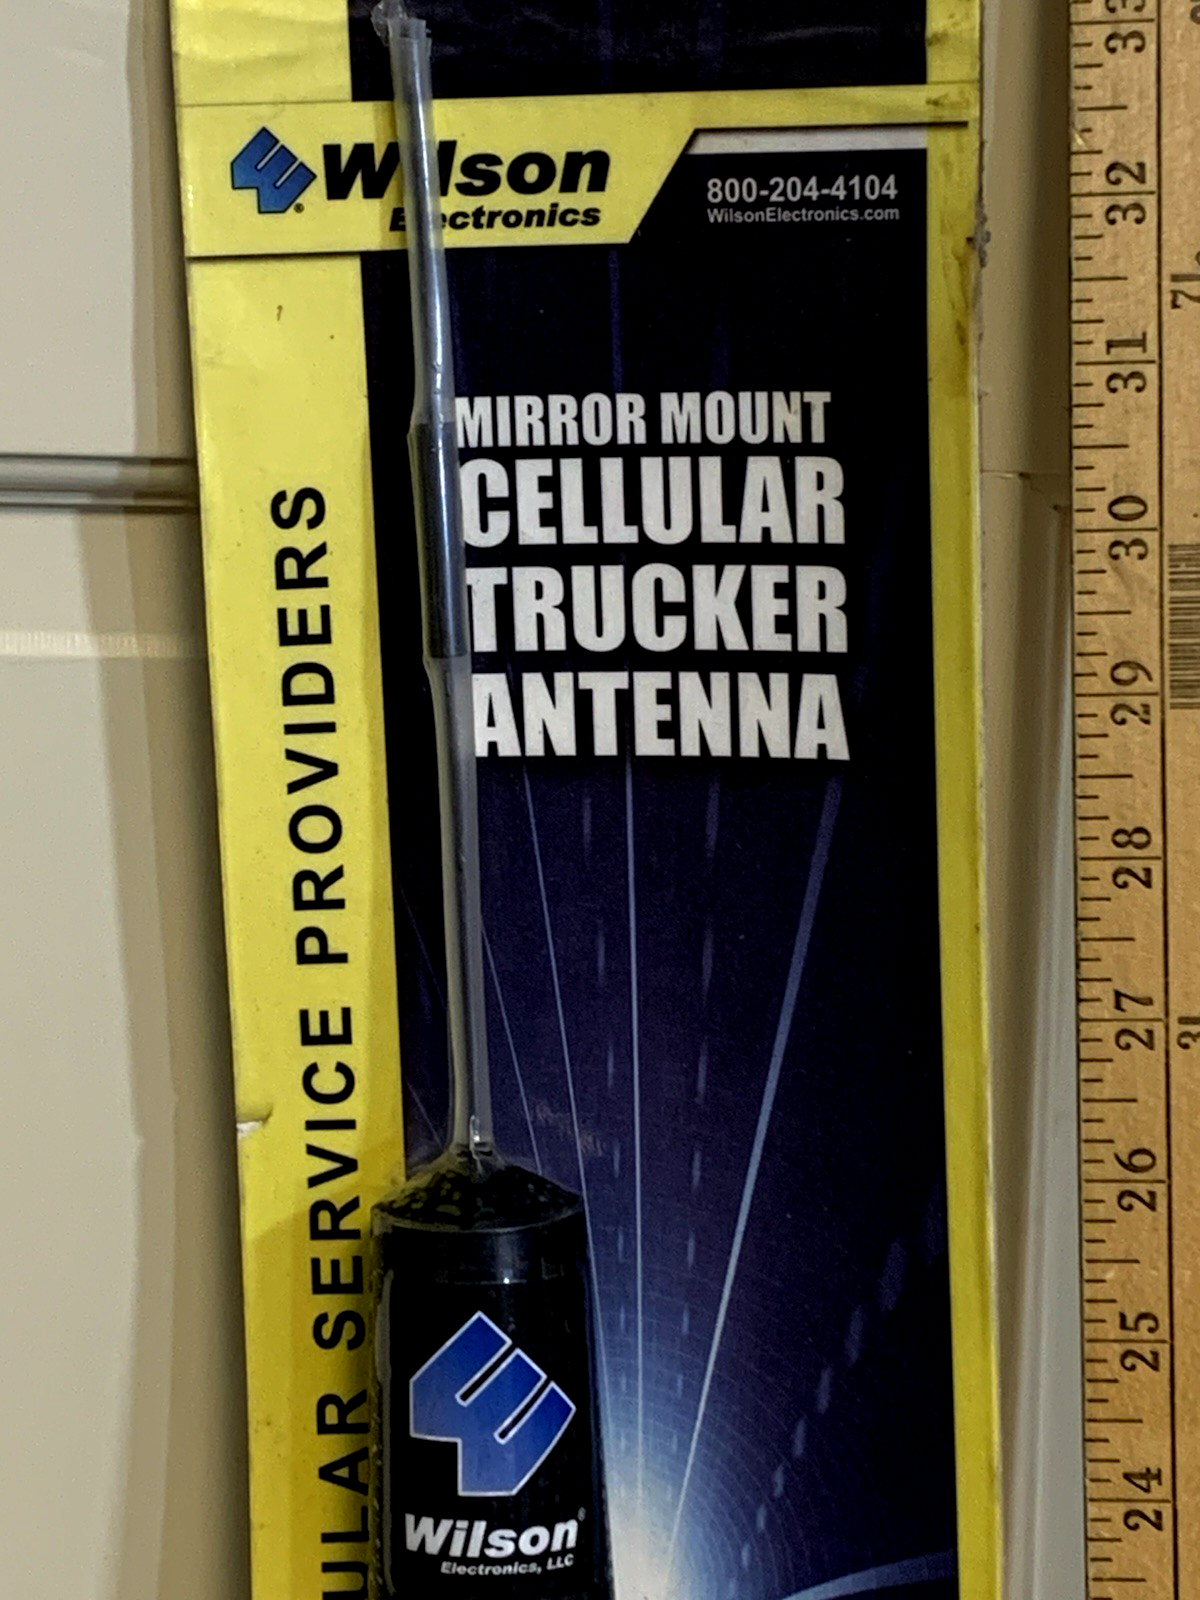 Wilson
Electronics
800-204-4104
WilsonElectronics.com
MIRROR MOUNT
CELLULAR
TRUCKER
ANTENNA
ULAR SERVICE PROVIDERS
Wilson®
Electronics, LLC
33
32
31
30
29
28
27
26
25
24